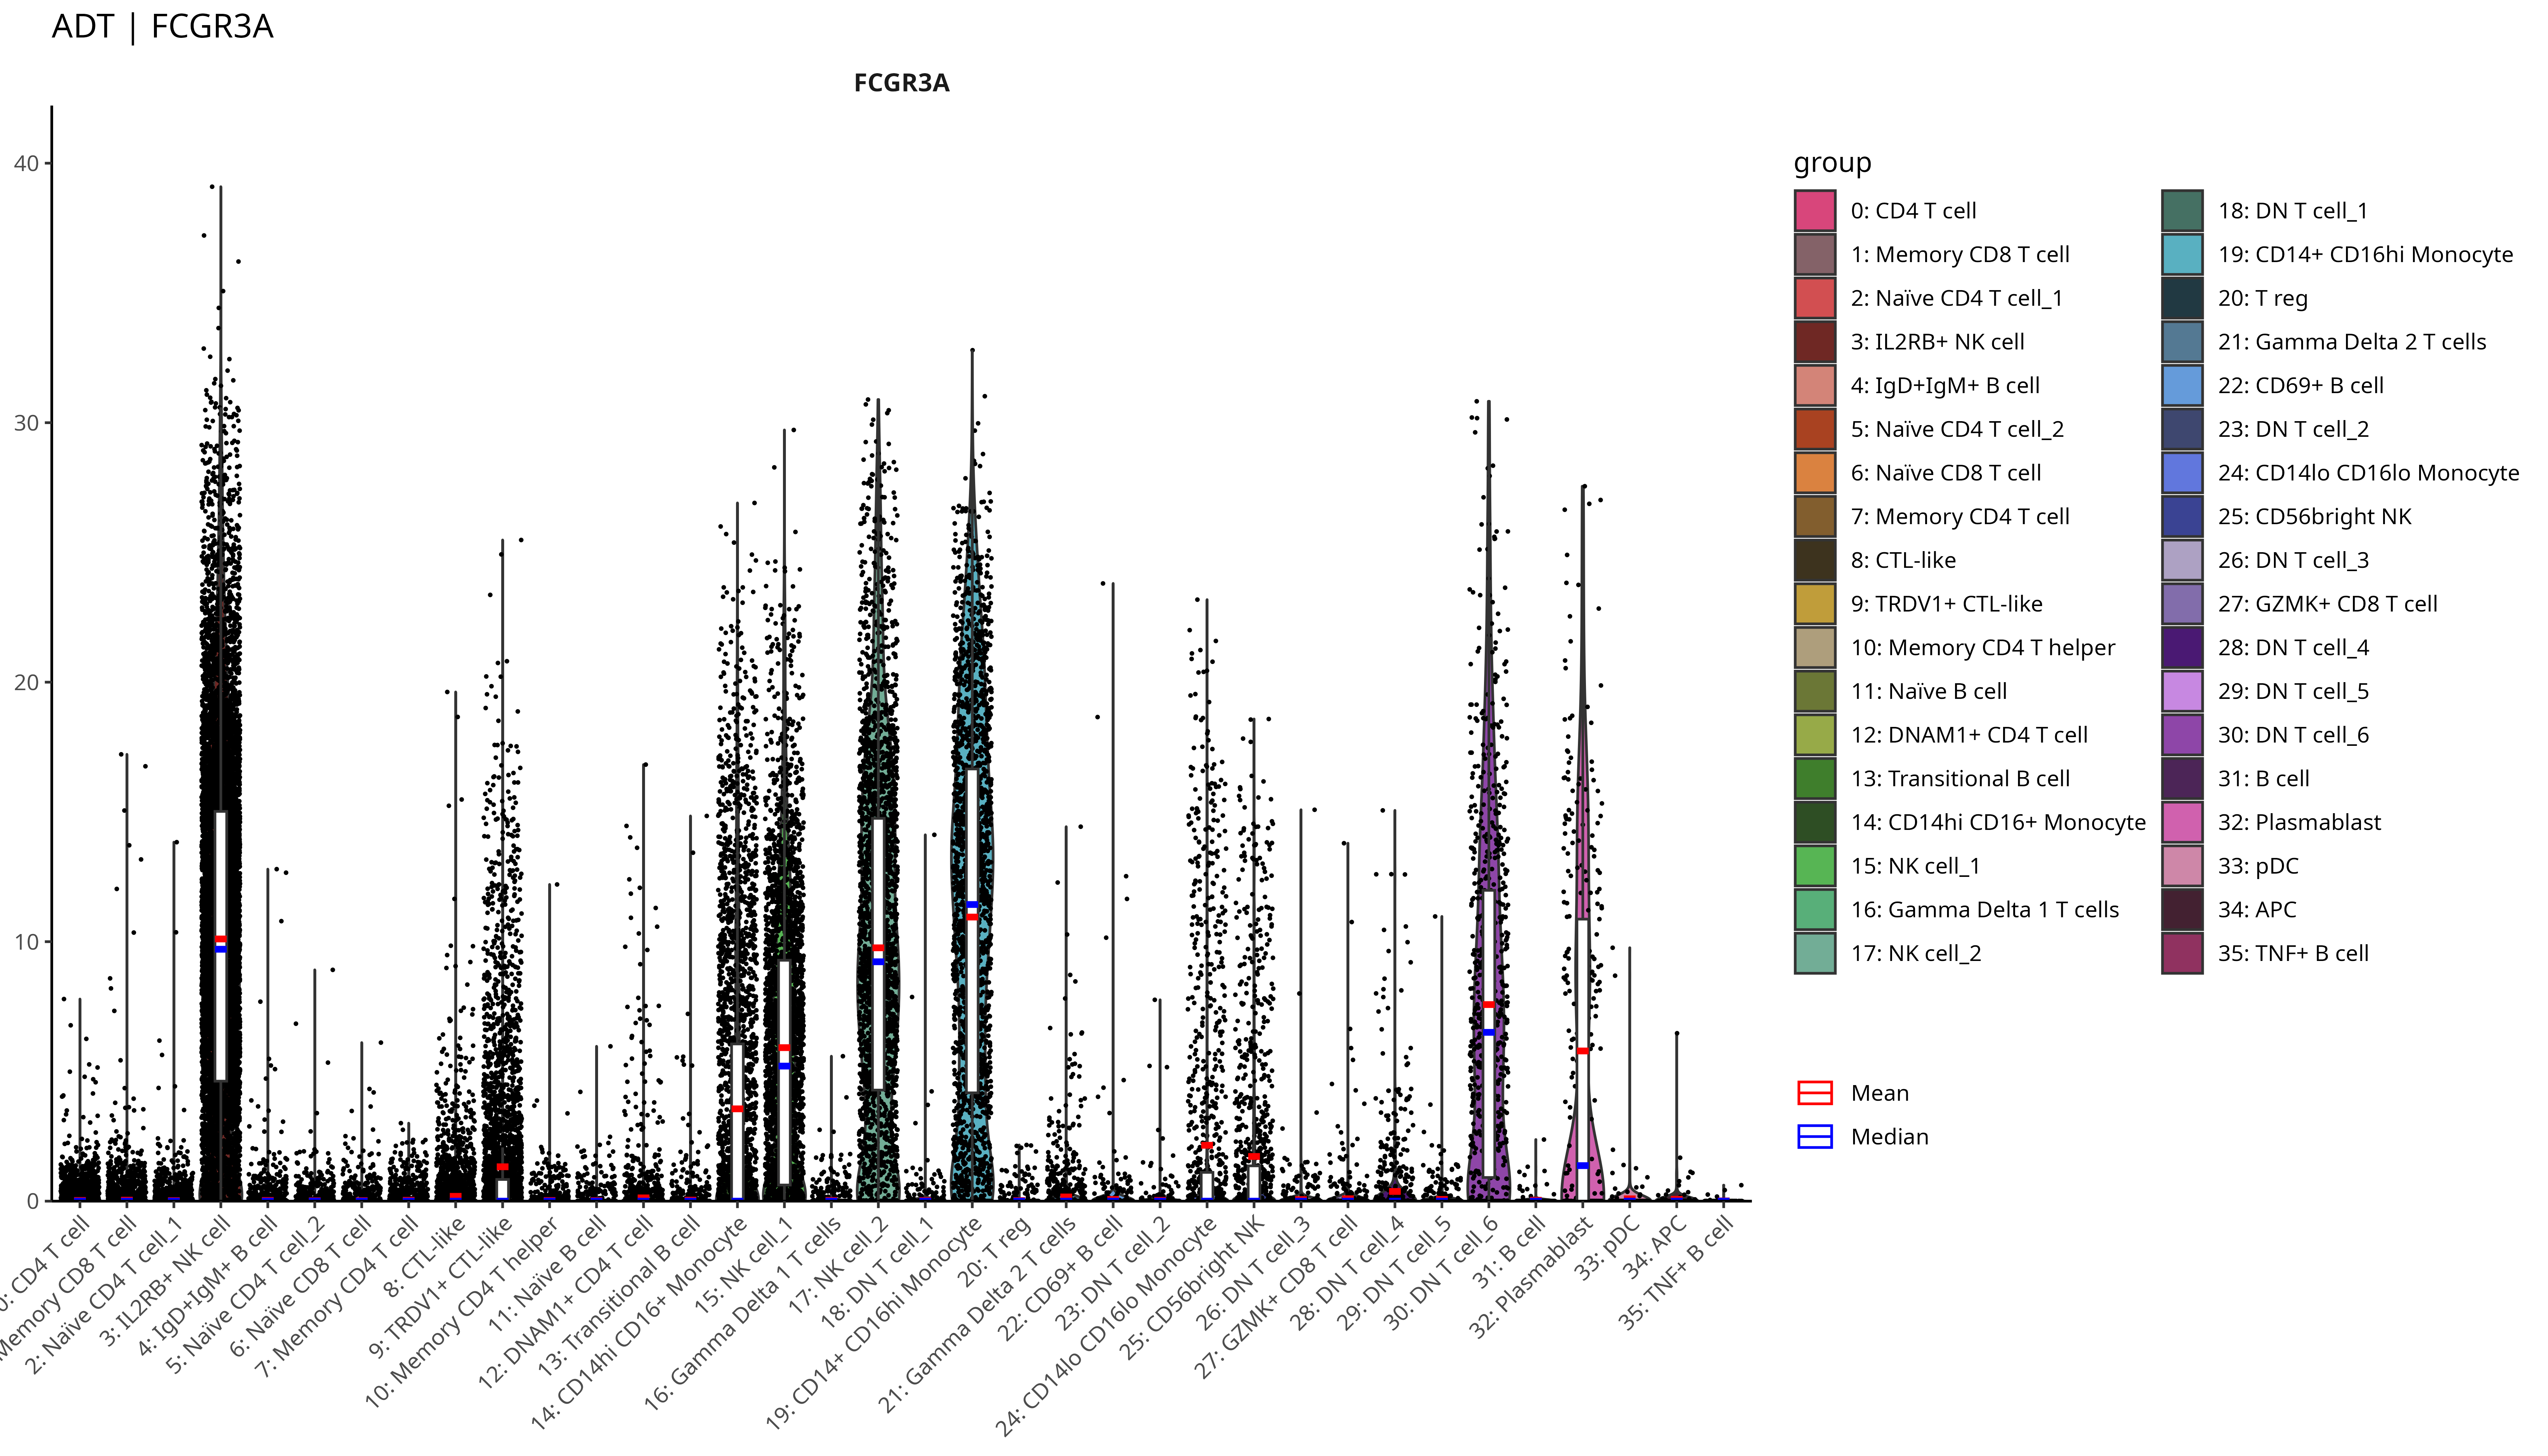 ADT | FCGR3A
FCGR3A
40
30
20
10
0
0: CD4 T cell
Memory CD8 T cell
2: Naïve CD4 T cell_1
3: IL2RB+ NK cell
4: IgD+IgM+ B cell
5: Naïve CD4 T cell_2
6: Naïve CD8 T cell
7: Memory CD4 T cell
8: CTL-like
9: TRDV1+ CTL-like
10: Memory CD4 T helper
11: Naïve B cell
12: DNAM1+ CD4 T cell
13: Transitional B cell
14: CD14hi CD16+ Monocyte
15: NK cell_1
16: Gamma Delta 1 T cells
17: NK cell_2
18: DN T cell_1
19: CD14+ CD16hi Monocyte
20: T reg
21: Gamma Delta 2 T cells
22: CD69+ B cell
23: DN T cell_2
24: CD14lo CD16lo Monocyte
25: CD56bright NK
26: DN T cell_3
27: GZMK+ CD8 T cell
28: DN T cell_4
29: DN T cell_5
30: DN T cell_6
31: B cell
32: Plasmablast
33: pDC
34: APC
35: TNF+ B cell
group
0: CD4 T cell
1: Memory CD8 T cell
2: Naïve CD4 T cell_1
3: IL2RB+ NK cell
4: IgD+IgM+ B cell
5: Naïve CD4 T cell_2
6: Naïve CD8 T cell
7: Memory CD4 T cell
8: CTL-like
9: TRDV1+ CTL-like
10: Memory CD4 T helper
11: Naïve B cell
12: DNAM1+ CD4 T cell
13: Transitional B cell
14: CD14hi CD16+ Monocyte
15: NK cell_1
16: Gamma Delta 1 T cells
17: NK cell_2
18: DN T cell_1
19: CD14+ CD16hi Monocyte
20: T reg
21: Gamma Delta 2 T cells
22: CD69+ B cell
23: DN T cell_2
24: CD14lo CD16lo Monocyte
25: CD56bright NK
26: DN T cell_3
27: GZMK+ CD8 T cell
28: DN T cell_4
29: DN T cell_5
30: DN T cell_6
31: B cell
32: Plasmablast
33: pDC
34: APC
35: TNF+ B cell
Mean
Median